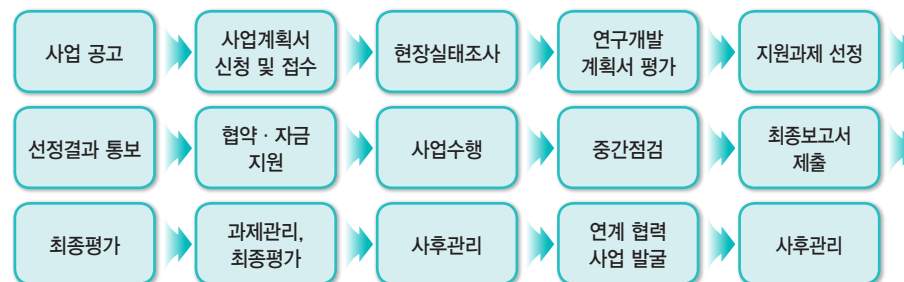 사업 공고
사업계획서
신청 및 접수
현장실태조사
연구개발
계획서 평가
지원과제 선정
선정결과 통보
협약 · 자금
지원
사업수행
중간점검
최종보고서
제출
최종평가
과제관리,
최종평가
사후관리
연계 협력
사업 발굴
사후관리